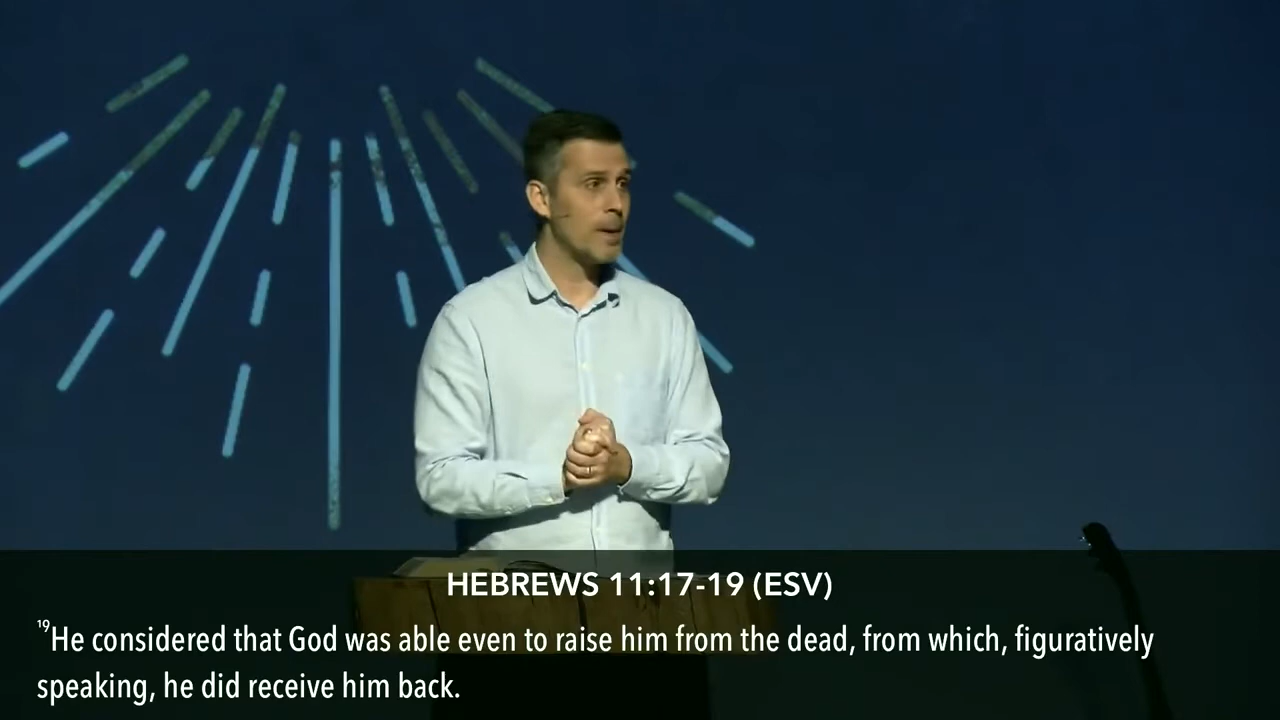 HEBREWS 11:17-19 (ESV)
¹⁹He considered that God was able even to raise him from the dead, from which, figuratively
speaking, he did receive him back.